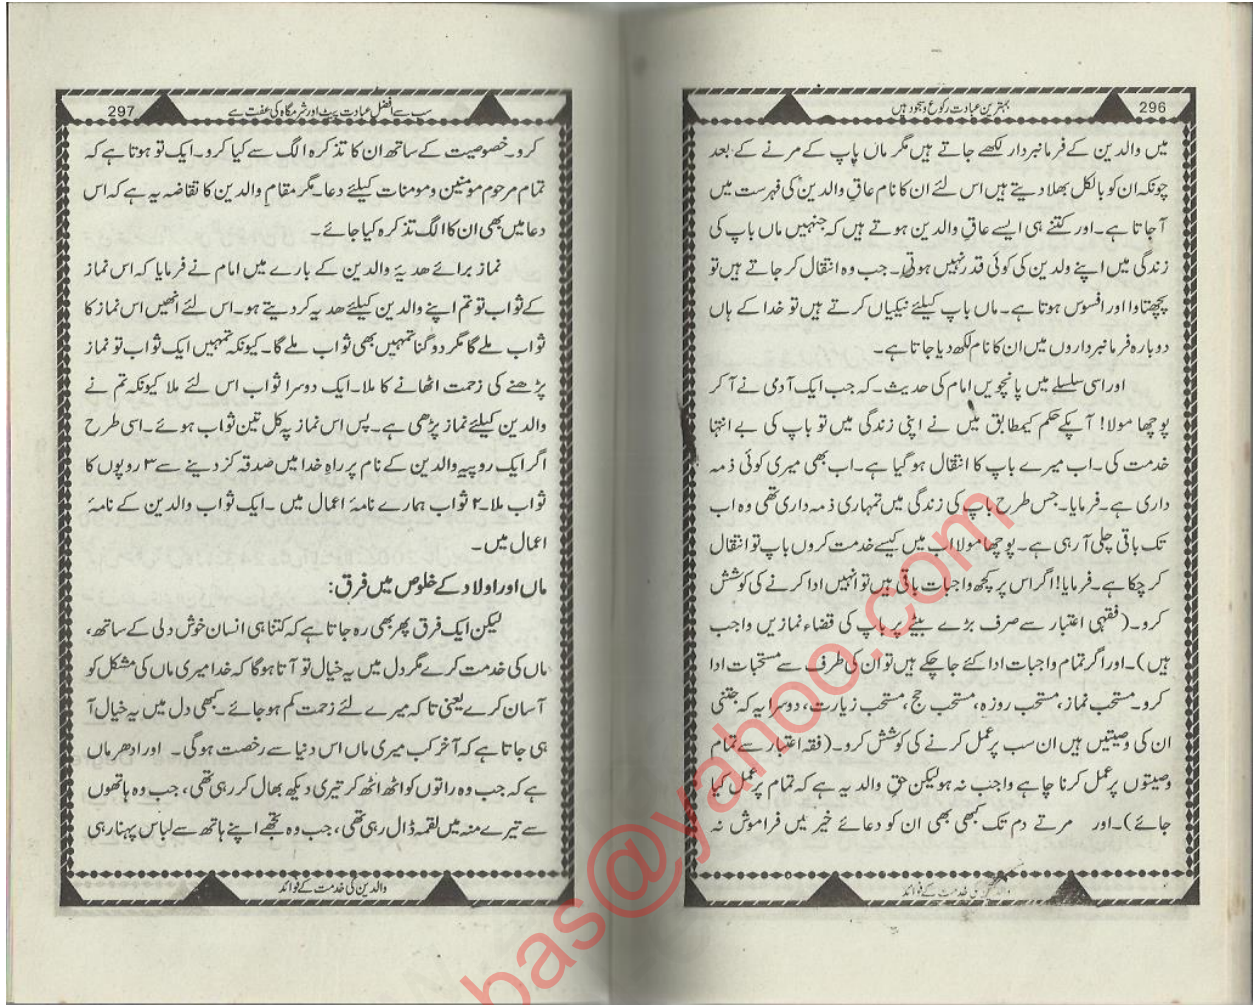 296
بہترین عبادت رکوع و سجود ہیں
میں والدین کے فرمانبردار لکھے جاتے ہیں مگر ماں باپ کے مرنے کے بعد
چونکہ ان کو بالکل بھلا دیتے ہیں اس لئے ان کا نام عاقِ والدین کی فہرست میں
آجاتا ہے۔ اور کتنے ہی ایسے عاقِ والدین ہوتے ہیں کہ جنہیں ماں باپ کی
زندگی میں اپنے ولدین کی کوئی قدر نہیں ہوتی۔ جب وہ انتقال کر جاتے ہیں تو
پچھتاوا اور افسوس ہوتا ہے۔ ماں باپ کیلئے نیکیاں کرتے ہیں تو خدا کے ہاں
دوبارہ فرمانبرداروں میں ان کا نام لکھ دیا جاتا ہے۔
اور اسی سلسلے میں پانچویں امام کی حدیث۔ کہ جب ایک آدمی نے آ کر
پوچھا مولا! آپکے حکم کیمطابق میں نے اپنی زندگی میں تو باپ کی بے انتہا
خدمت کی۔ اب میرے باپ کا انتقال ہو گیا ہے۔ اب بھی میری کوئی ذمہ
داری ہے۔ فرمایا۔ جس طرح باپ کی زندگی میں تمہاری ذمہ داری تھی وہ اب
تک باقی چلی آ رہی ہے۔ پوچھا مولا اب میں کیسے خدمت کروں باپ تو انتقال
کر چکا ہے۔ فرمایا! اگر اس پر کچھ واجبات باقی ہیں تو انہیں ادا کرنے کی کوشش
کرو۔ (فقہی اعتبار سے صرف بڑے بیٹے پر باپ کی قضاء نمازیں واجب
ہیں)۔ اور اگر تمام واجبات ادا کئے جا چکے ہیں تو ان کی طرف سے مستحبات ادا
کرو۔ مستحب نماز، مستحب روزہ، مستحب حج، مستحب زیارت، دوسرا یہ کہ جتنی
ان کی وصیتیں ہیں ان سب پر عمل کرنے کی کوشش کرو۔ (فقہ اعتبار سے تمام
وصیتوں پر عمل کرنا چاہے واجب نہ ہو لیکن حقِ والد یہ ہے کہ تمام پر عمل کیا
جائے)۔ اور مرتے دم تک کبھی بھی ان کو دعائے خیر میں فراموش نہ
والدین کی خدمت کے فوائد
297
سب سے افضل عبادت پیٹ اور شرمگاہ کی عفت ہے
کرو۔ خصوصیت کے ساتھ ان کا تذکرہ الگ سے کیا کرو۔ ایک تو ہوتا ہے کہ
تمام مرحوم مومنین و مومنات کیلئے دعا۔ مگر مقامِ والدین کا تقاضہ یہ ہے کہ اس
دعا میں بھی ان کا الگ تذکرہ کیا جائے۔
نماز برائے ھدیۂ والدین کے بارے میں امام نے فرمایا کہ اس نماز
کے ثواب تو تم اپنے والدین کیلئے ھدیہ کر دیتے ہو۔ اس لئے انھیں اس نماز کا
ثواب ملے گا مگر دوگنا تمہیں بھی ثواب ملے گا۔ کیونکہ تمہیں ایک ثواب تو نماز
پڑھنے کی زحمت اٹھانے کا ملا۔ ایک دوسرا ثواب اس لئے ملا کیونکہ تم نے
والدین کیلئے نماز پڑھی ہے۔ پس اس نماز پہ کل تین ثواب ہوئے۔ اسی طرح
اگر ایک روپیہ والدین کے نام پر راہِ خدا میں صدقہ کر دینے سے ۳ روپوں کا
ثواب ملا۔ ۲ ثواب ہمارے نامۂ اعمال میں۔ ایک ثواب والدین کے نامۂ
اعمال میں۔
ماں اور اولاد کے خلوص میں فرق:
لیکن ایک فرق پھر بھی رہ جاتا ہے کہ کتنا ہی انسان خوش دلی کے ساتھ،
ماں کی خدمت کرے مگر دل میں یہ خیال تو آتا ہوگا کہ خدا میری ماں کی مشکل کو
آسان کرے یعنی تا کہ میرے لئے زحمت کم ہو جائے۔ کبھی دل میں یہ خیال آ
ہی جاتا ہے کہ آخر کب میری ماں اس دنیا سے رخصت ہوگی۔ اور ادھر ماں
ہے کہ جب وہ راتوں کو اٹھ اٹھ کر تیری دیکھ بھال کر رہی تھی، جب وہ ہاتھوں
سے تیرے منہ میں لقمہ ڈال رہی تھی، جب وہ تجھے اپنے ہاتھ سے لباس پہنا رہی
والدین کی خدمت کے فوائد
bas@yahoo.com